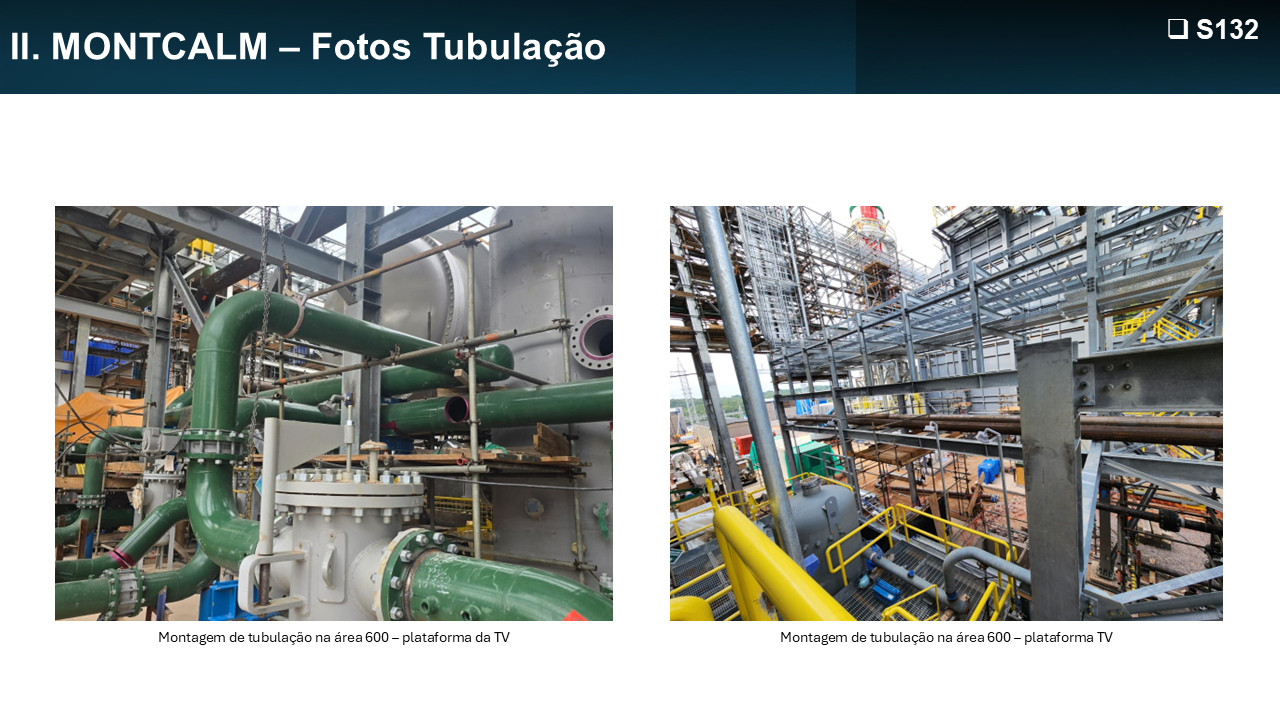 II. MONTCALM – Fotos Tubulação
❑ S132
Montagem de tubulação na área 600 – plataforma da TV
Montagem de tubulação na área 600 – plataforma TV